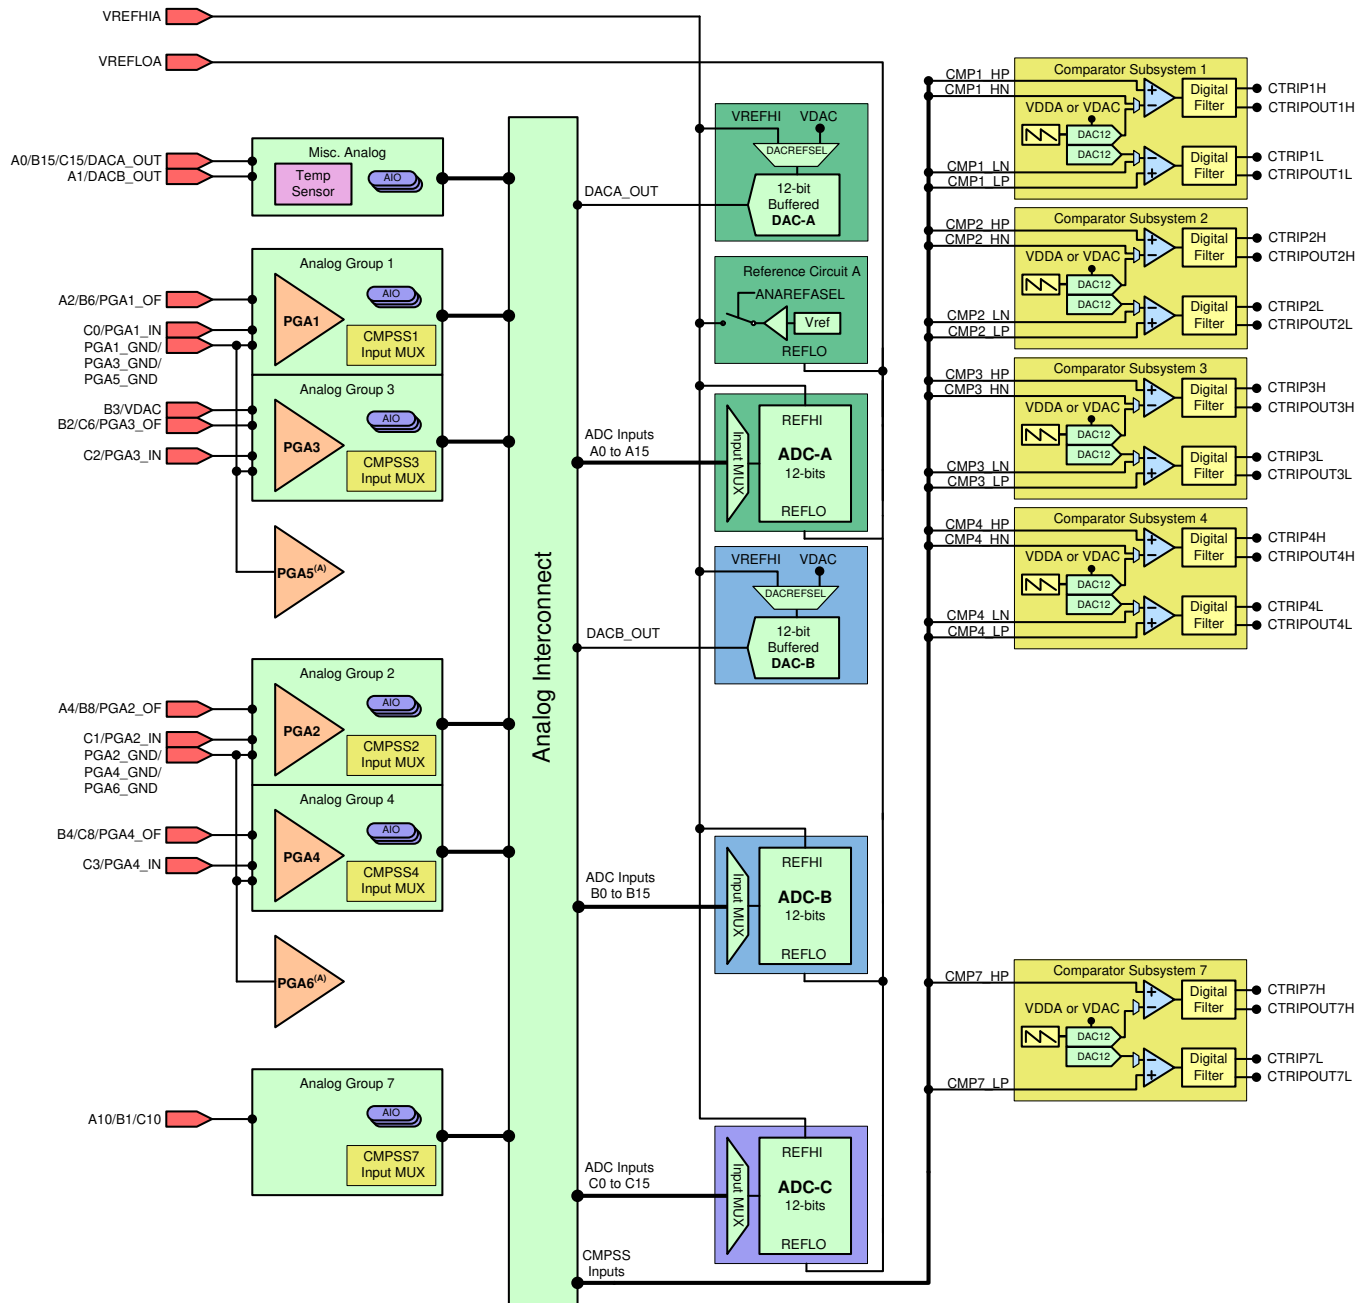 VREFHIA
VREFLOA
A0/B15/C15/DACA_OUT
A1/DACB_OUT
Misc. Analog
Temp
Sensor
AIO
Analog Group 1
A2/B6/PGA1_OF
C0/PGA1_IN
PGA1_GND/
PGA3_GND/
PGA5_GND
PGA1
AIO
CMPSS1
Input MUX
Analog Group 3
B3/VDAC
B2/C6/PGA3_OF
C2/PGA3_IN
PGA3
AIO
CMPSS3
Input MUX
PGA5(A)
Analog Group 2
A4/B8/PGA2_OF
C1/PGA2_IN
PGA2_GND/
PGA4_GND/
PGA6_GND
PGA2
AIO
CMPSS2
Input MUX
Analog Group 4
B4/C8/PGA4_OF
C3/PGA4_IN
PGA4
AIO
CMPSS4
Input MUX
PGA6(A)
Analog Group 7
A10/B1/C10
AIO
CMPSS7
Input MUX
Analog Interconnect
DACA_OUT
VREFHI
VDAC
DACREFSEL
12-bit
Buffered
DAC-A
Reference Circuit A
ANAREFASEL
Vref
REFLO
ADC Inputs
A0 to A15
Input MUX
REFHI
ADC-A
12-bits
REFLO
DACB_OUT
VREFHI
VDAC
DACREFSEL
12-bit
Buffered
DAC-B
ADC Inputs
B0 to B15
Input MUX
REFHI
ADC-B
12-bits
REFLO
ADC Inputs
C0 to C15
Input MUX
REFHI
ADC-C
12-bits
REFLO
CMPSS
Inputs
Comparator Subsystem 1
CMP1_HP
CMP1_HN
VDDA or VDAC
DAC12
DAC12
CMP1_LN
CMP1_LP
Digital
Filter
Digital
Filter
CTRIP1H
CTRIPOUT1H
CTRIP1L
CTRIPOUT1L
Comparator Subsystem 2
CMP2_HP
CMP2_HN
VDDA or VDAC
DAC12
DAC12
CMP2_LN
CMP2_LP
Digital
Filter
Digital
Filter
CTRIP2H
CTRIPOUT2H
CTRIP2L
CTRIPOUT2L
Comparator Subsystem 3
CMP3_HP
CMP3_HN
VDDA or VDAC
DAC12
DAC12
CMP3_LN
CMP3_LP
Digital
Filter
Digital
Filter
CTRIP3H
CTRIPOUT3H
CTRIP3L
CTRIPOUT3L
Comparator Subsystem 4
CMP4_HP
CMP4_HN
VDDA or VDAC
DAC12
DAC12
CMP4_LN
CMP4_LP
Digital
Filter
Digital
Filter
CTRIP4H
CTRIPOUT4H
CTRIP4L
CTRIPOUT4L
Comparator Subsystem 7
CMP7_HP
VDDA or VDAC
DAC12
DAC12
CMP7_LP
Digital
Filter
Digital
Filter
CTRIP7H
CTRIPOUT7H
CTRIP7L
CTRIPOUT7L